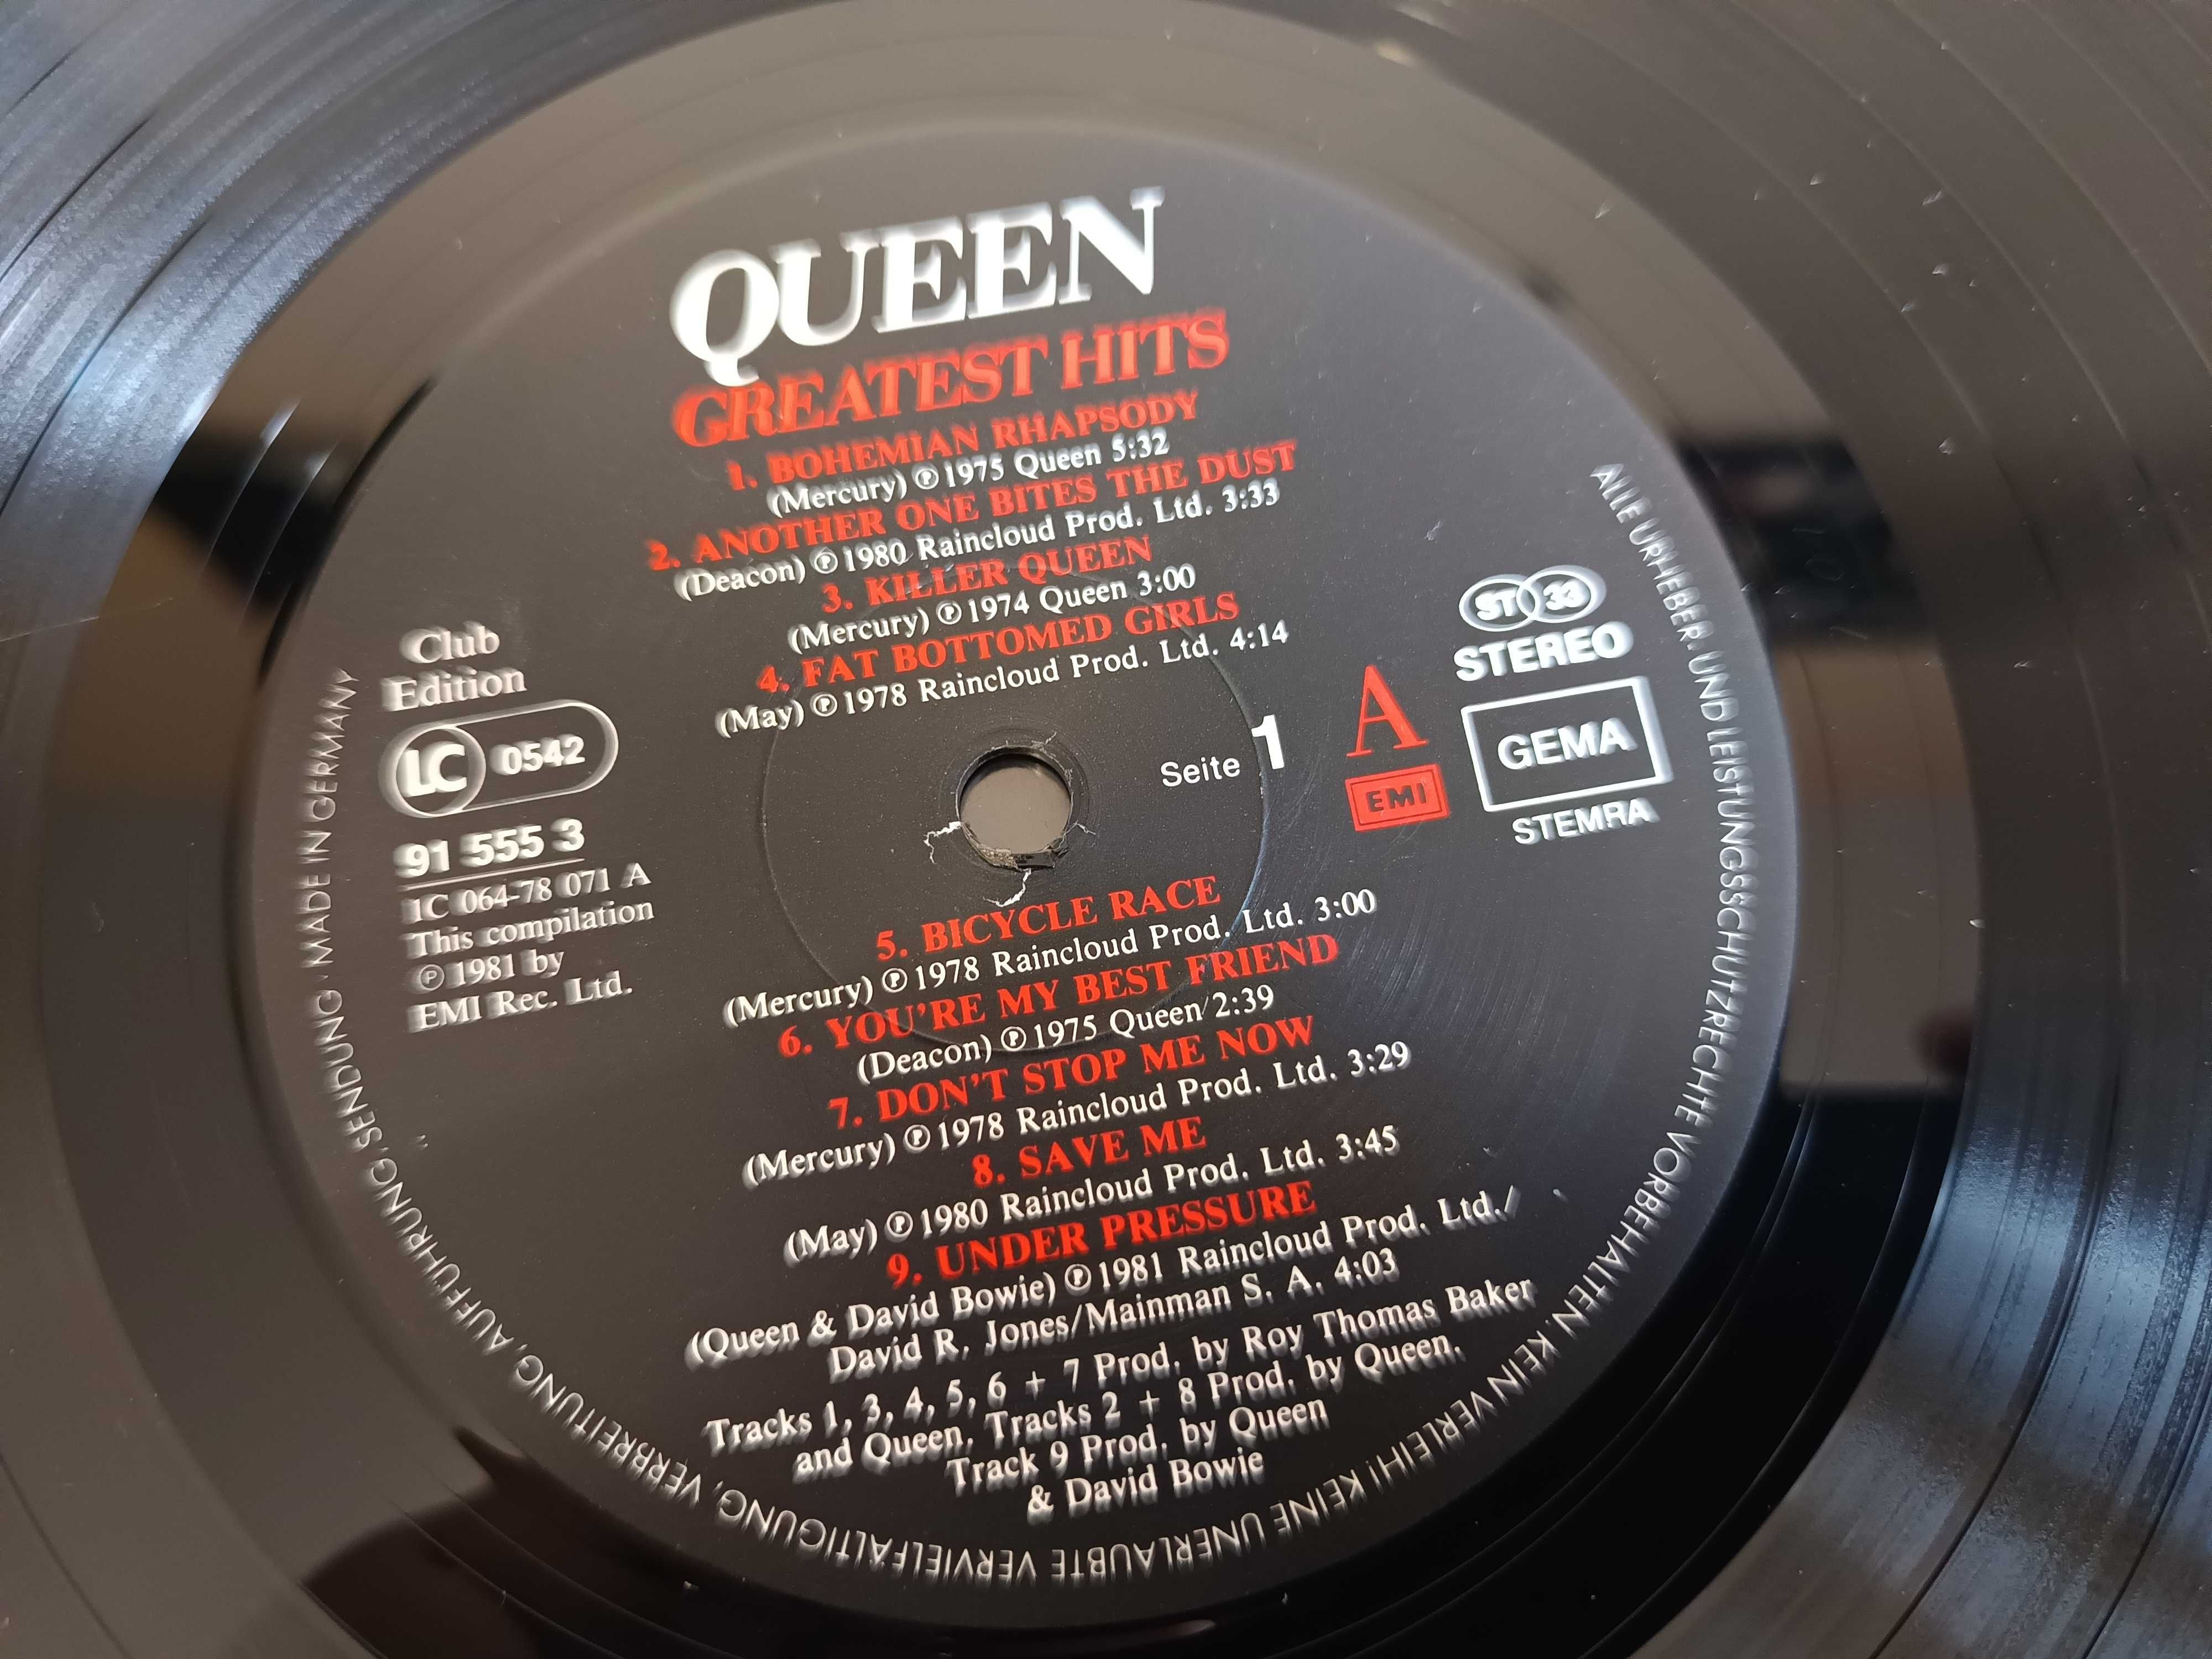 QUEEN
GREATEST HITS
1. BOHEMIAN RHAPSODY
(Mercury) ℗ 1975 Queen 5:32
2. ANOTHER ONE BITES THE DUST
(Deacon) ℗ 1980 Raincloud Prod. Ltd. 3:33
3. KILLER QUEEN
(Mercury) ℗ 1974 Queen 3:00
4. FAT BOTTOMED GIRLS
(May) ℗ 1978 Raincloud Prod. Ltd. 4:14
Club
Edition
LC 0542
91 555 3
1C 064-78 071 A
This compilation
℗ 1981 by
EMI Rec. Ltd.
Seite 1
A
EMI
ST 33
STEREO
GEMA
STEMRA
5. BICYCLE RACE
(Mercury) ℗ 1978 Raincloud Prod. Ltd. 3:00
6. YOU'RE MY BEST FRIEND
(Deacon) ℗ 1975 Queen 2:39
7. DON'T STOP ME NOW
(Mercury) ℗ 1978 Raincloud Prod. Ltd. 3:29
8. SAVE ME
(May) ℗ 1980 Raincloud Prod. Ltd. 3:45
9. UNDER PRESSURE
(Queen & David Bowie) ℗ 1981 Raincloud Prod. Ltd./
David R. Jones/Mainman S. A. 4:03
Tracks 1, 3, 4, 5, 6 + 7 Prod. by Roy Thomas Baker
and Queen. Tracks 2 + 8 Prod. by Queen.
Track 9 Prod. by Queen
& David Bowie
ALLE URHEBER- UND LEISTUNGSSCHUTZRECHTE VORBEHALTEN. KEIN VERLEIH! KEINE UNERLAUBTE VERVIELFÄLTIGUNG, VERBREITUNG, AUFFÜHRUNG, SENDUNG · MADE IN GERMANY